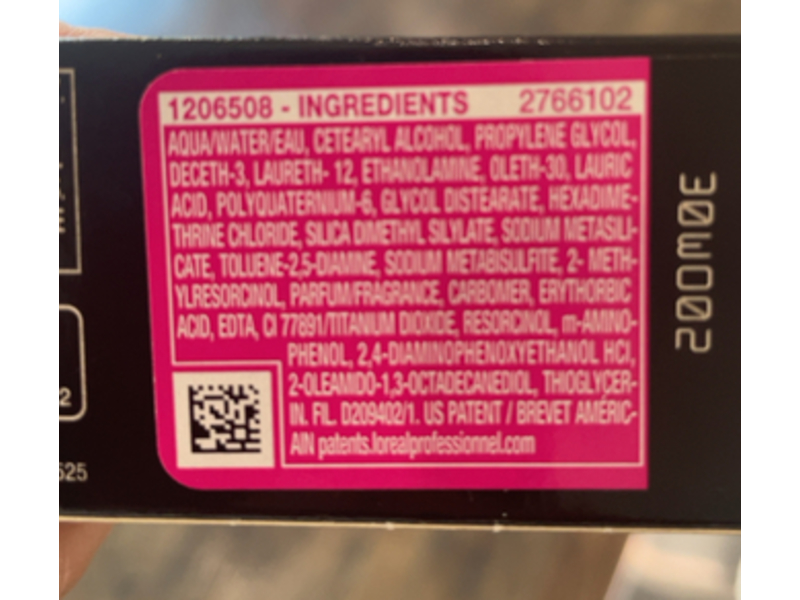 1206508 - INGREDIENTS 2766102
AQUA/WATER/EAU, CETEARYL ALCOHOL, PROPYLENE GLYCOL,
DECETH-3, LAURETH- 12, ETHANOLAMINE, OLETH-30, LAURIC
ACID, POLYQUATERNIUM-6, GLYCOL DISTEARATE, HEXADIME-
THRINE CHLORIDE, SILICA DIMETHYL SILYLATE, SODIUM METASILI-
CATE, TOLUENE-2,5-DIAMINE, SODIUM METABISULFITE, 2- METH-
YLRESORCINOL, PARFUM/FRAGRANCE, CARBOMER, ERYTHORBIC
ACID, EDTA, CI 77891/TITANIUM DIOXIDE, RESORCINOL, m-AMINO-
PHENOL, 2,4-DIAMINOPHENOXYETHANOL HCl,
2-OLEAMIDO-1,3-OCTADECANEDIOL, THIOGLYCER-
IN. FIL. D209402/1. US PATENT / BREVET AMÉRIC-
AIN patents.lorealprofessionnel.com